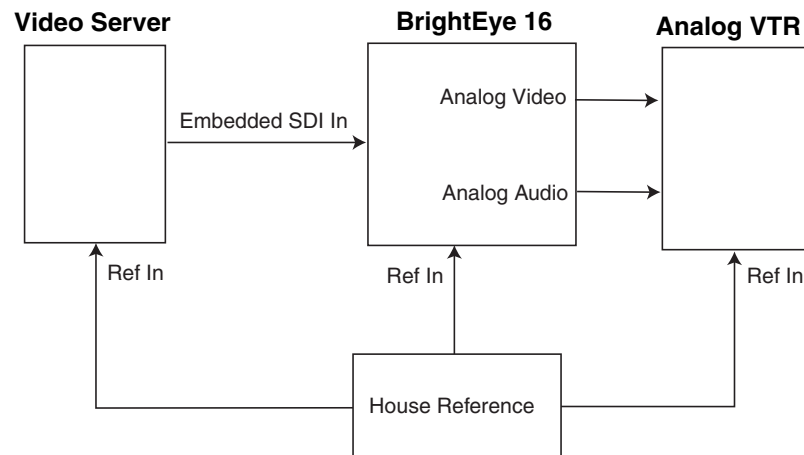 Video Server
BrightEye 16
Analog VTR
Embedded SDI In
Analog Video
Analog Audio
Ref In
Ref In
Ref In
House Reference